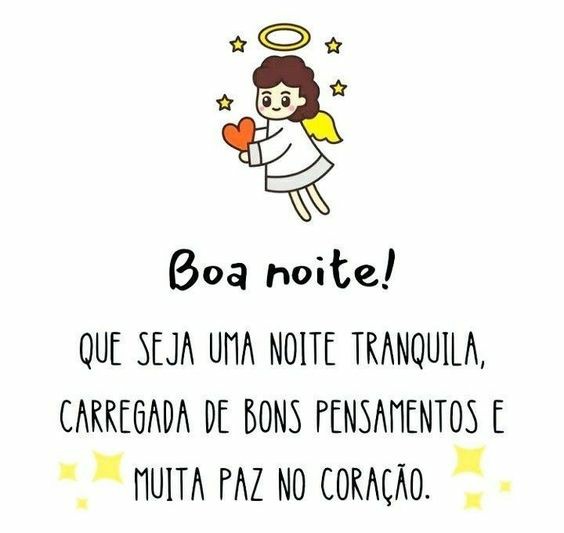 Boa noite!
QUE SEJA UMA NOITE TRANQUILA,
CARREGADA DE BONS PENSAMENTOS E
MUITA PAZ NO CORAÇÃO.